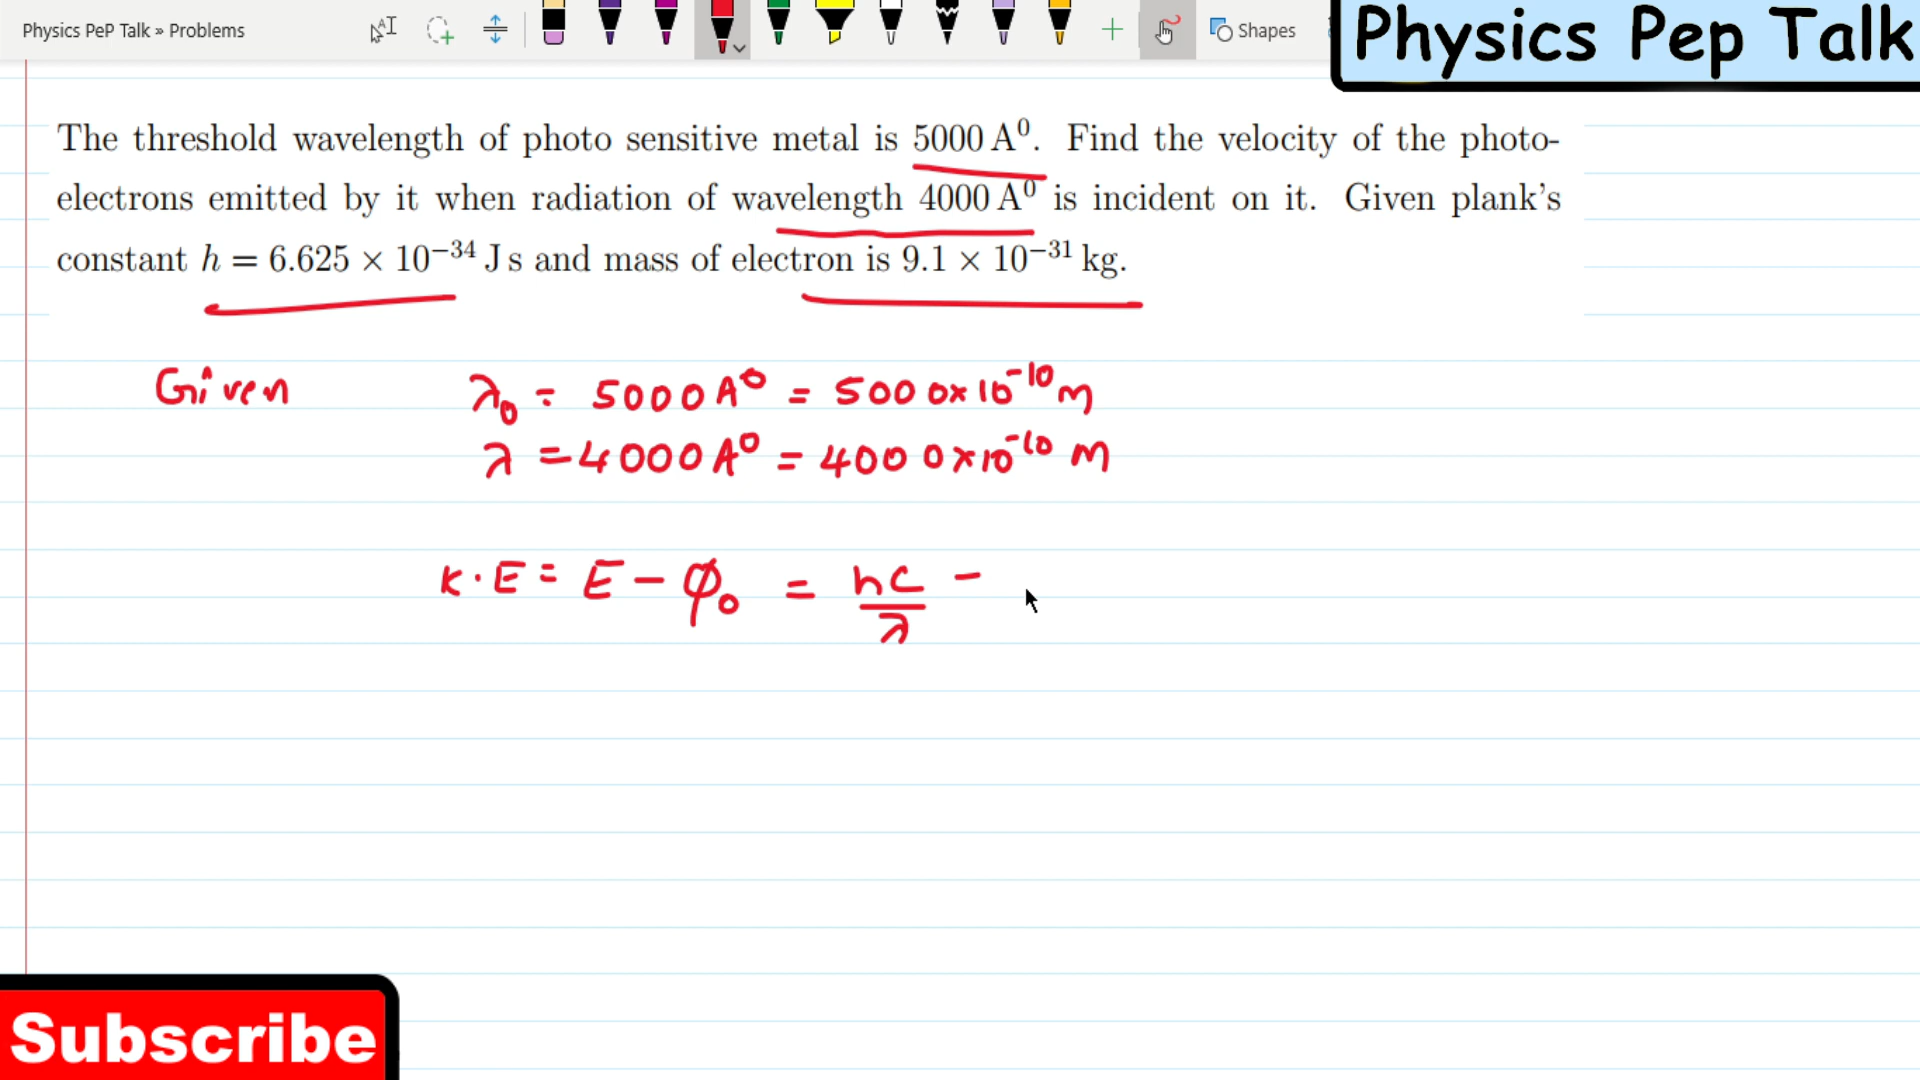 Physics PeP Talk » Problems
Shapes
Physics Pep Talk
The threshold wavelength of photo sensitive metal is 5000 A⁰. Find the velocity of the photo-
electrons emitted by it when radiation of wavelength 4000 A⁰ is incident on it. Given plank's
constant h = 6.625 × 10⁻³⁴ J s and mass of electron is 9.1 × 10⁻³¹ kg.
Given λ₀ = 5000 A⁰ = 5000×10⁻¹⁰ m
λ = 4000 A⁰ = 4000×10⁻¹⁰ m
K.E = E − φ₀ = hc/λ −
Subscribe